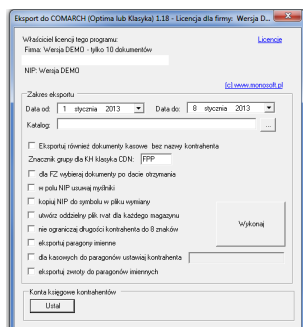 Eksport do COMARCH (Optima lub Klasyka) 1.18 - Licencja dla firmy: Wersja D...
Właściciel licencji tego programu: Licencje
Firma: Wersja DEMO - tylko 10 dokumentów
NIP: Wersja DEMO
[c] www.monosoft.pl
Zakres eksportu
Data od: 1 stycznia 2013 Data do: 8 stycznia 2013
Katalog: ...
Eksportuj również dokumenty kasowe bez nazwy kontrahenta
Znacznik grupy dla KH klasyka CDN: FPP
dla FZ wybieraj dokumenty po dacie otrzymania
w polu NIP usuwaj myślniki
kopiuj NIP do symbolu w pliku wymiany
utwórz oddzielny plik rvat dla każdego magazynu
Wykonaj
nie ograniczaj długości kontrahenta do 8 znaków
eksportuj paragony imienne
dla kasowych do paragonów ustawiaj kontrahenta
eksportuj zwroty do paragonów imiennych
Konta księgowe kontrahentów
Ustal